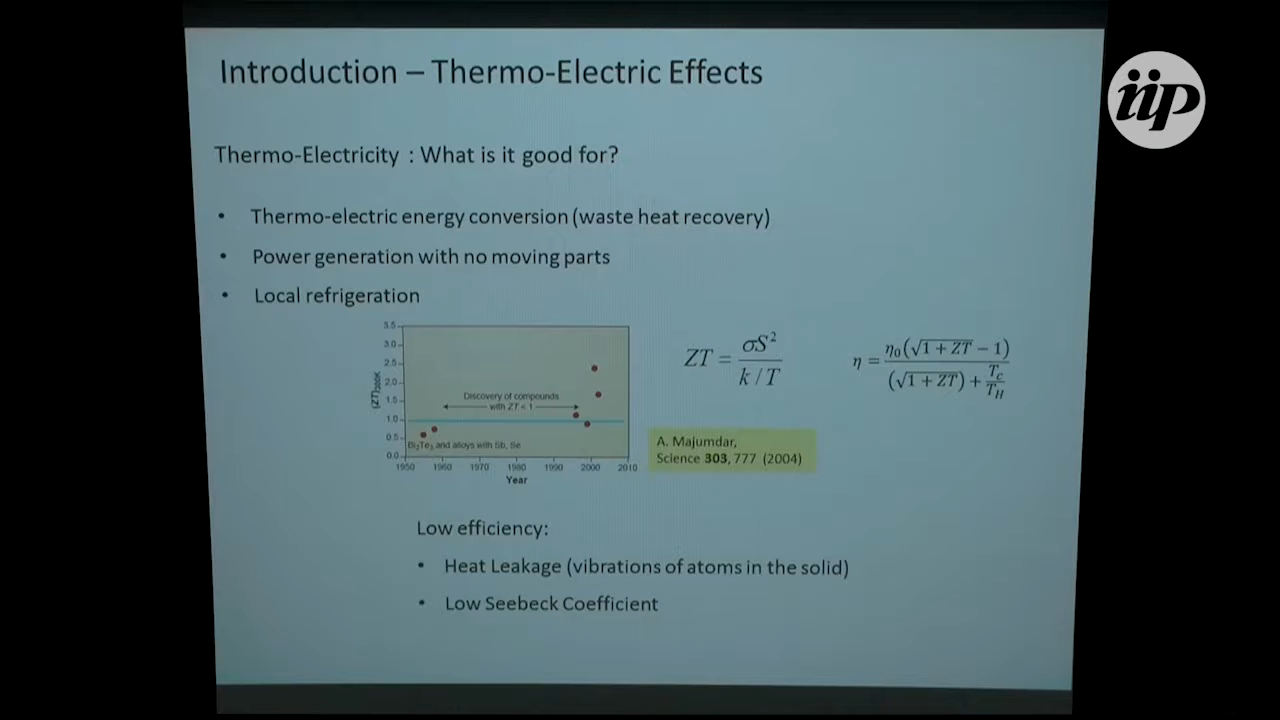 iip
Introduction – Thermo-Electric Effects
Thermo-Electricity : What is it good for?
• Thermo-electric energy conversion (waste heat recovery)
• Power generation with no moving parts
• Local refrigeration
3.5
3.0
2.5
2.0
1.5
1.0
0.5
0.0
(ZT)300K
Discovery of compounds
with ZT < 1
Bi₂Te₃ and alloys with Sb, Se
1950 1960 1970 1980 1990 2000 2010
Year
ZT = σS² / (k / T)
η = η₀(√1 + ZT − 1) / ((√1 + ZT) + T_C/T_H)
A. Majumdar,
Science 303, 777 (2004)
Low efficiency:
• Heat Leakage (vibrations of atoms in the solid)
• Low Seebeck Coefficient